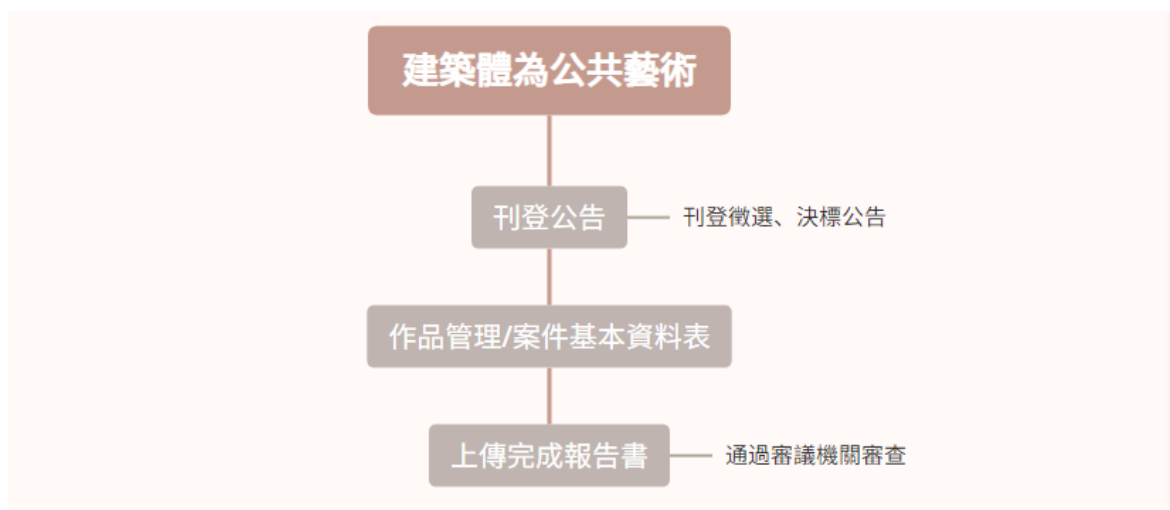 建築體為公共藝術
刊登公告
刊登徵選、決標公告
作品管理/案件基本資料表
上傳完成報告書
通過審議機關審查